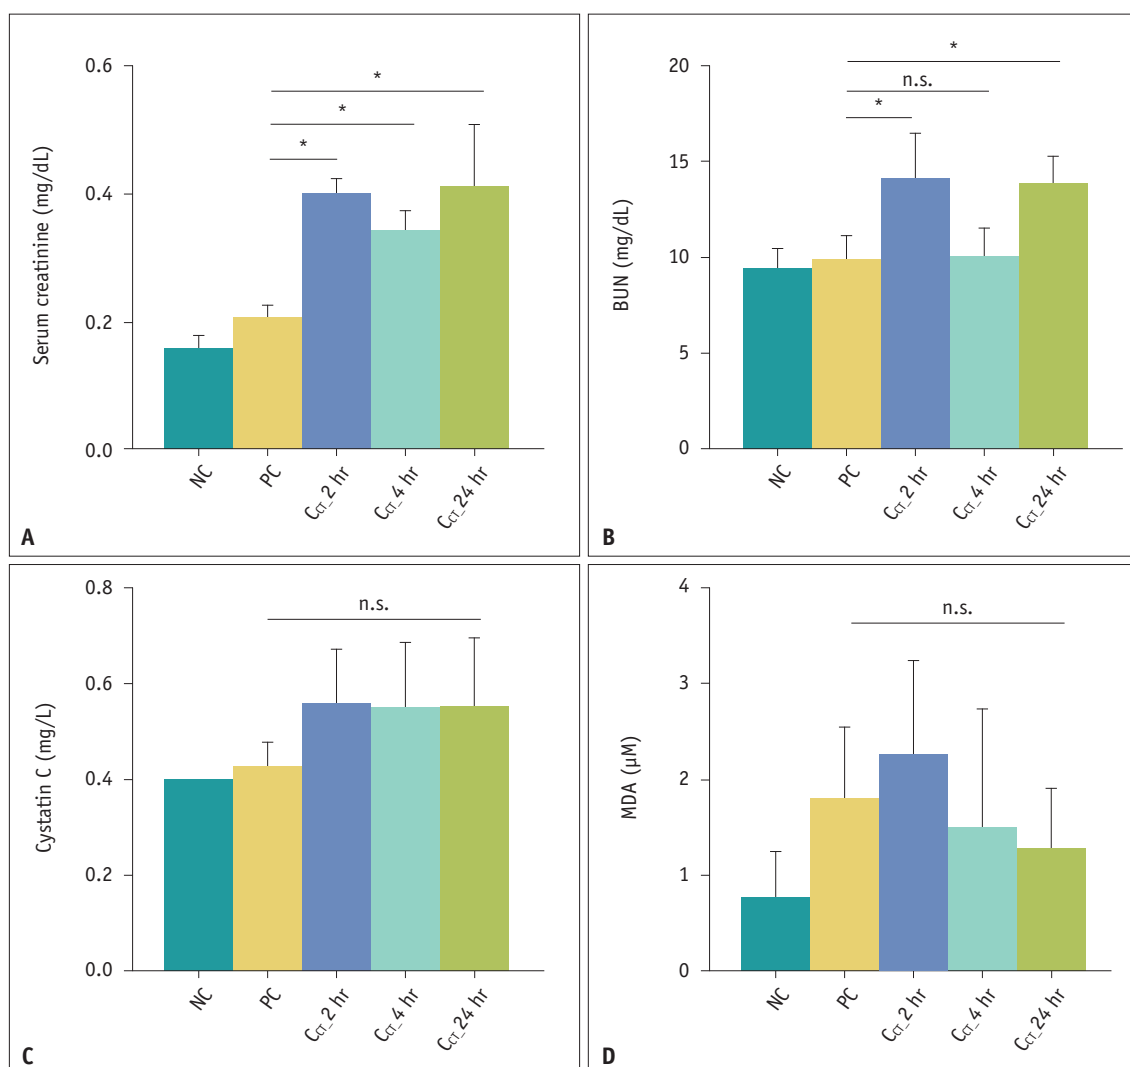 0.6
0.4
0.2
0.0
Serum creatinine (mg/dL)
*
*
*
NC
PC
CCT_2 hr
CCT_4 hr
CCT_24 hr
A
20
15
10
5
0
BUN (mg/dL)
*
n.s.
*
NC
PC
CCT_2 hr
CCT_4 hr
CCT_24 hr
B
0.8
0.6
0.4
0.2
0.0
Cystatin C (mg/L)
n.s.
NC
PC
CCT_2 hr
CCT_4 hr
CCT_24 hr
C
4
3
2
1
0
MDA (μM)
n.s.
NC
PC
CCT_2 hr
CCT_4 hr
CCT_24 hr
D